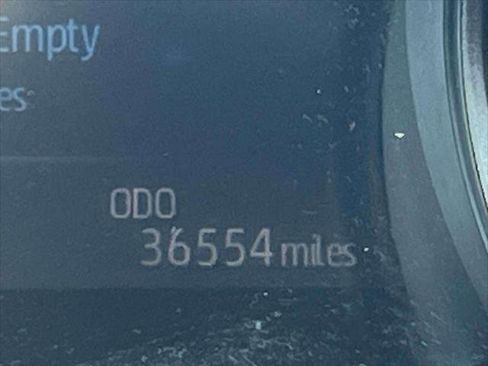 Empty
es
ODO
36554 miles